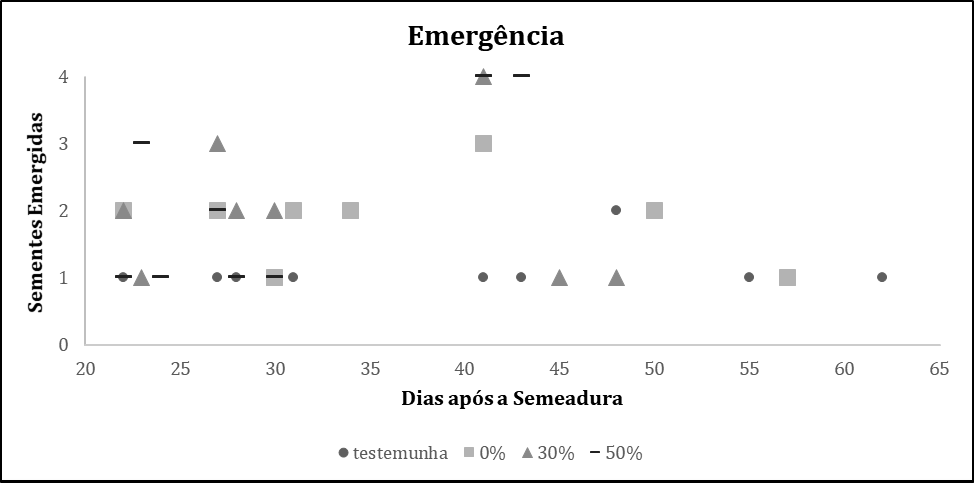 Emergência
Sementes Emergidas
4
3
2
1
0
20 25 30 35 40 45 50 55 60 65
Dias após a Semeadura
testemunha 0% 30% 50%